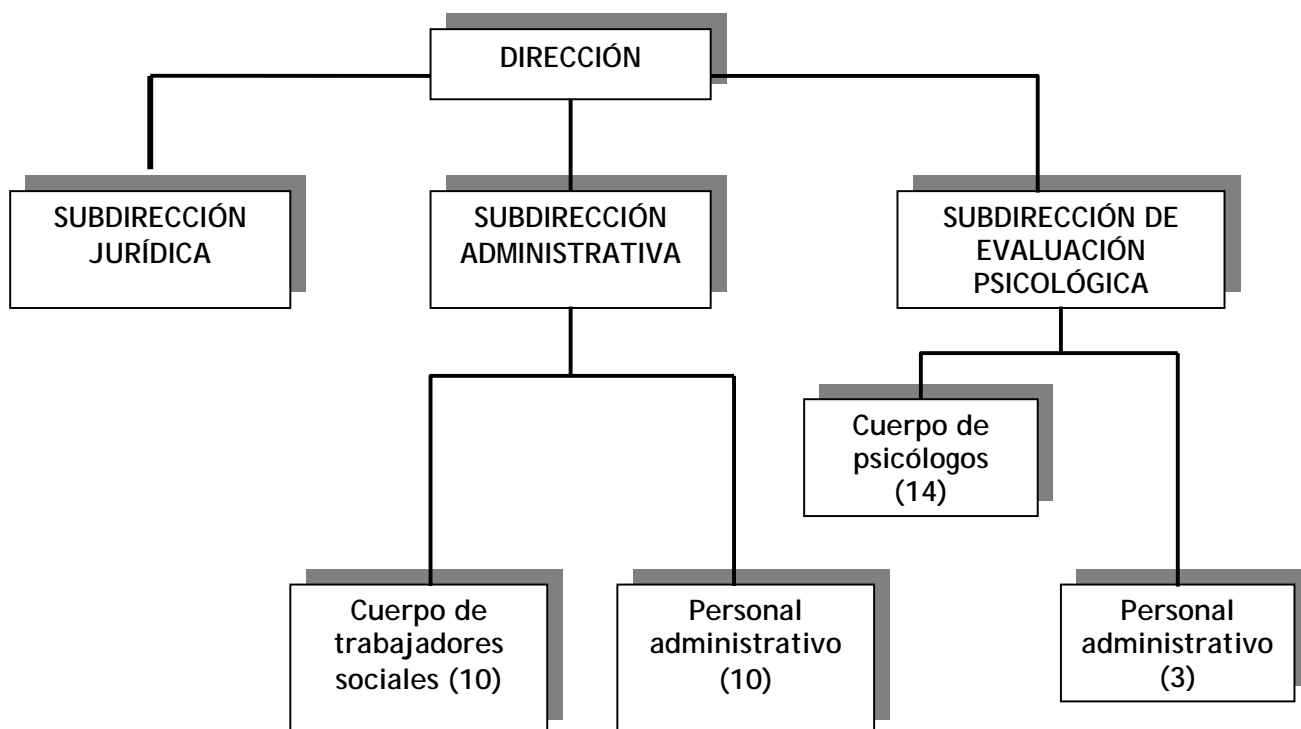 DIRECCIÓN
SUBDIRECCIÓN
JURÍDICA
SUBDIRECCIÓN
ADMINISTRATIVA
SUBDIRECCIÓN DE
EVALUACIÓN
PSICOLÓGICA
Cuerpo de
psicólogos
(14)
Cuerpo de
trabajadores
sociales (10)
Personal
administrativo
(10)
Personal
administrativo
(3)